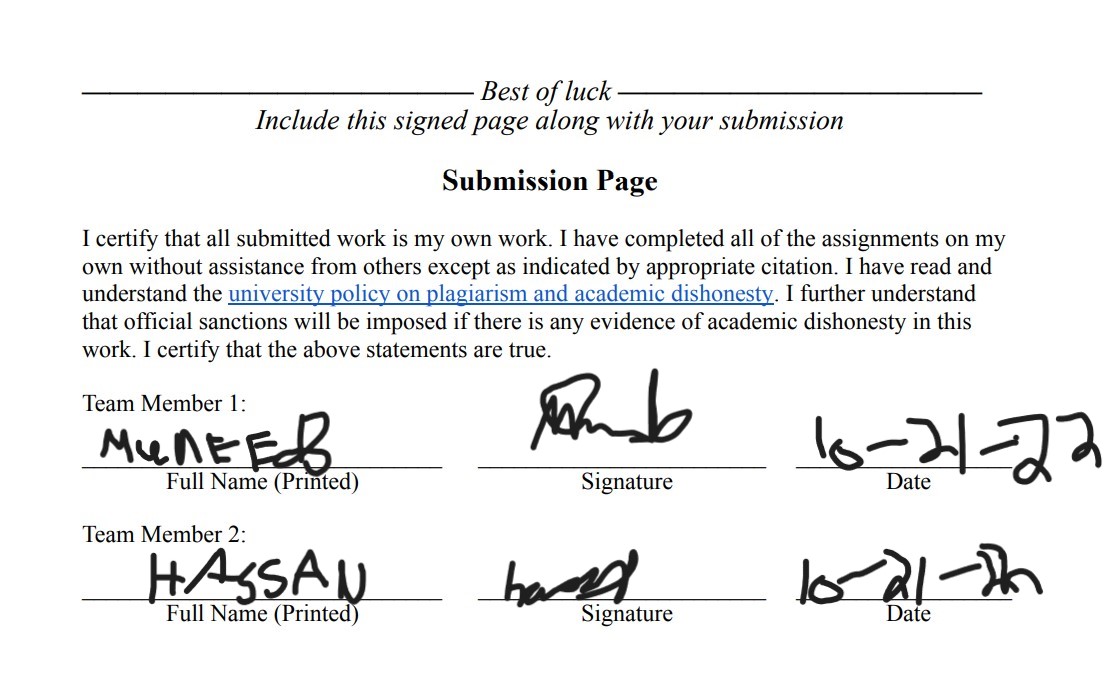 Best of luck
Include this signed page along with your submission
Submission Page
I certify that all submitted work is my own work. I have completed all of the assignments on my
own without assistance from others except as indicated by appropriate citation. I have read and
understand the university policy on plagiarism and academic dishonesty. I further understand
that official sanctions will be imposed if there is any evidence of academic dishonesty in this
work. I certify that the above statements are true.
Team Member 1:
MuNEEB 10-21-22
Full Name (Printed) Signature Date
Team Member 2:
HASSAN 10-21-22
Full Name (Printed) Signature Date